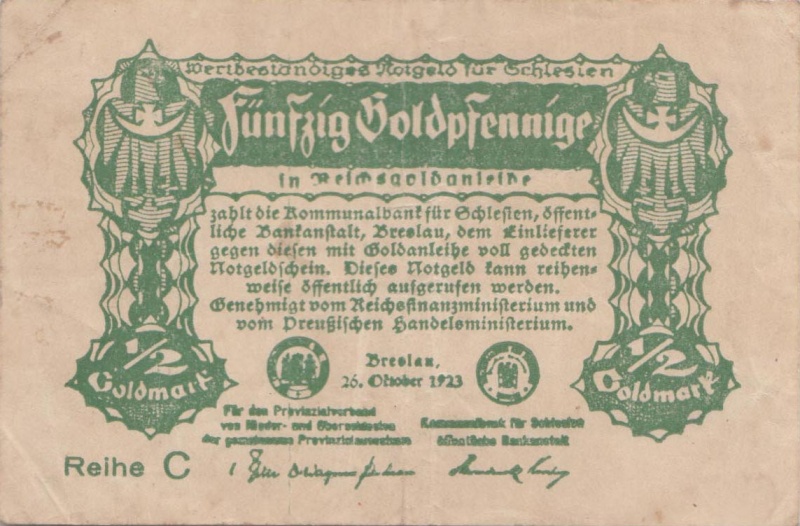 Wertbeständiges Notgeld für Schlesien
Fünfzig Goldpfennige
in Reichsgoldanleihe
zahlt die Kommunalbank für Schlesien, öffent-
liche Bankanstalt, Breslau, dem Einlieferer
gegen diesen mit Goldanleihe voll gedeckten
Notgeldschein. Dieses Notgeld kann reihen-
weise öffentlich aufgerufen werden.
Genehmigt vom Reichsfinanzministerium und
vom Preußischen Handelsministerium.
1/2
Goldmark
1/2
Goldmark
Breslau,
26. Oktober 1923
Für den Provinzialverband
von Nieder- und Oberschlesien
der gemeinsame Provinzialausschuss
Kommunalbank für Schlesien
öffentliche Bankanstalt
Reihe C